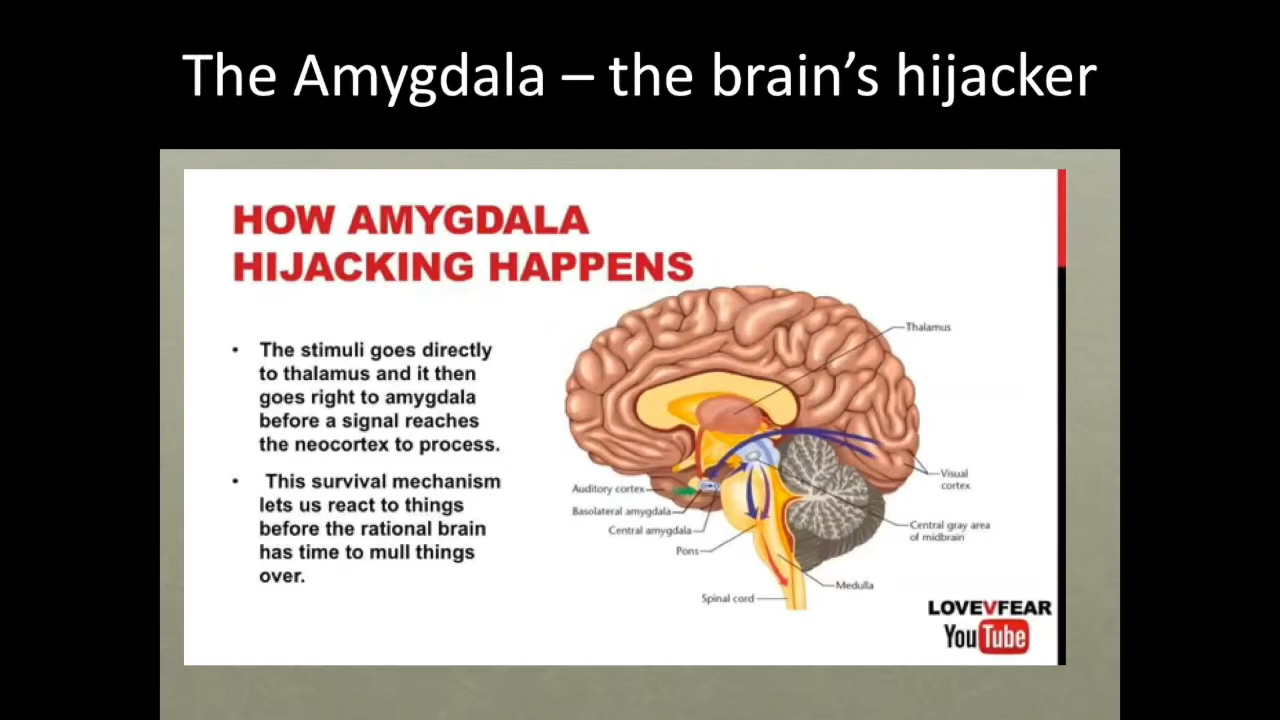 The Amygdala – the brain’s hijacker
HOW AMYGDALA
HIJACKING HAPPENS
• The stimuli goes directly
to thalamus and it then
goes right to amygdala
before a signal reaches
the neocortex to process.
• This survival mechanism
lets us react to things
before the rational brain
has time to mull things
over.
Thalamus
Auditory cortex
Basolateral amygdala
Central amygdala
Pons
Spinal cord
Visual
cortex
Central gray area
of midbrain
Medulla
LOVEVFEAR
YouTube